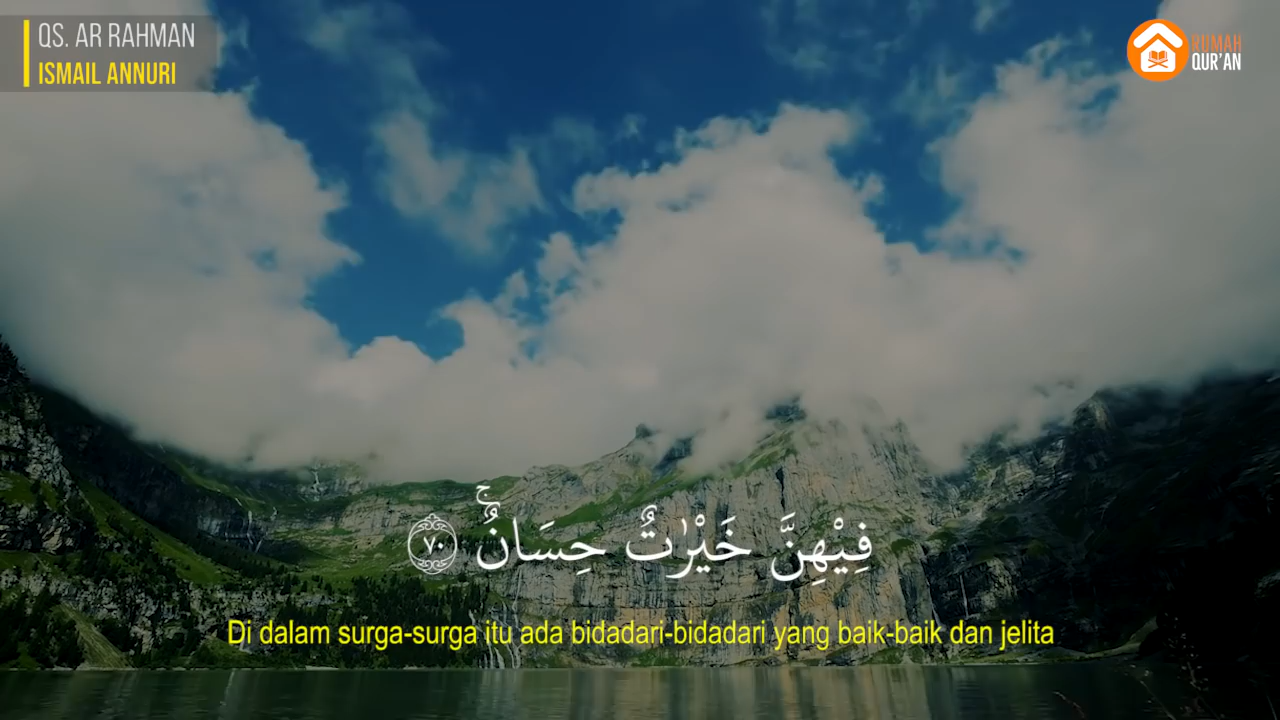 QS. AR RAHMAN
ISMAIL ANNURI
RUMAH
QUR'AN
فِيْهِنَّ خَيْرٰتٌ حِسَانٌۚ ٧٠
Di dalam surga-surga itu ada bidadari-bidadari yang baik-baik dan jelita